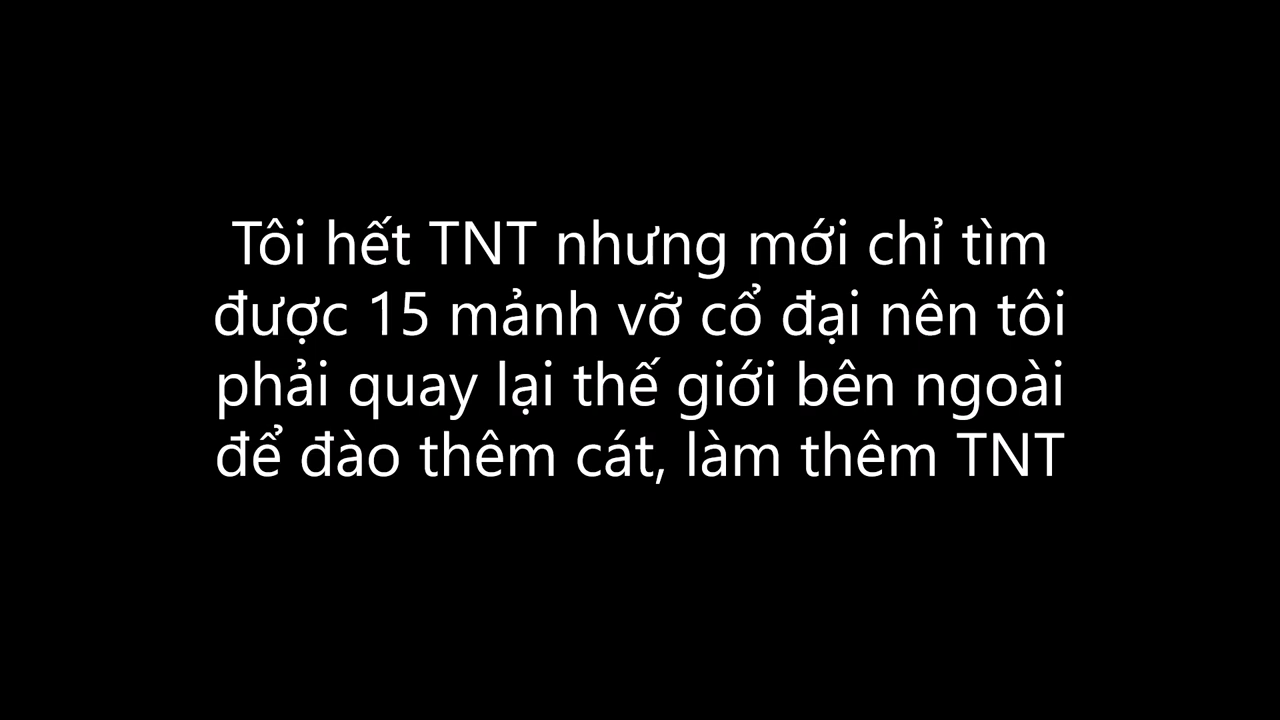 Tôi hết TNT nhưng mới chỉ tìm
được 15 mảnh vỡ cổ đại nên tôi
phải quay lại thế giới bên ngoài
để đào thêm cát, làm thêm TNT